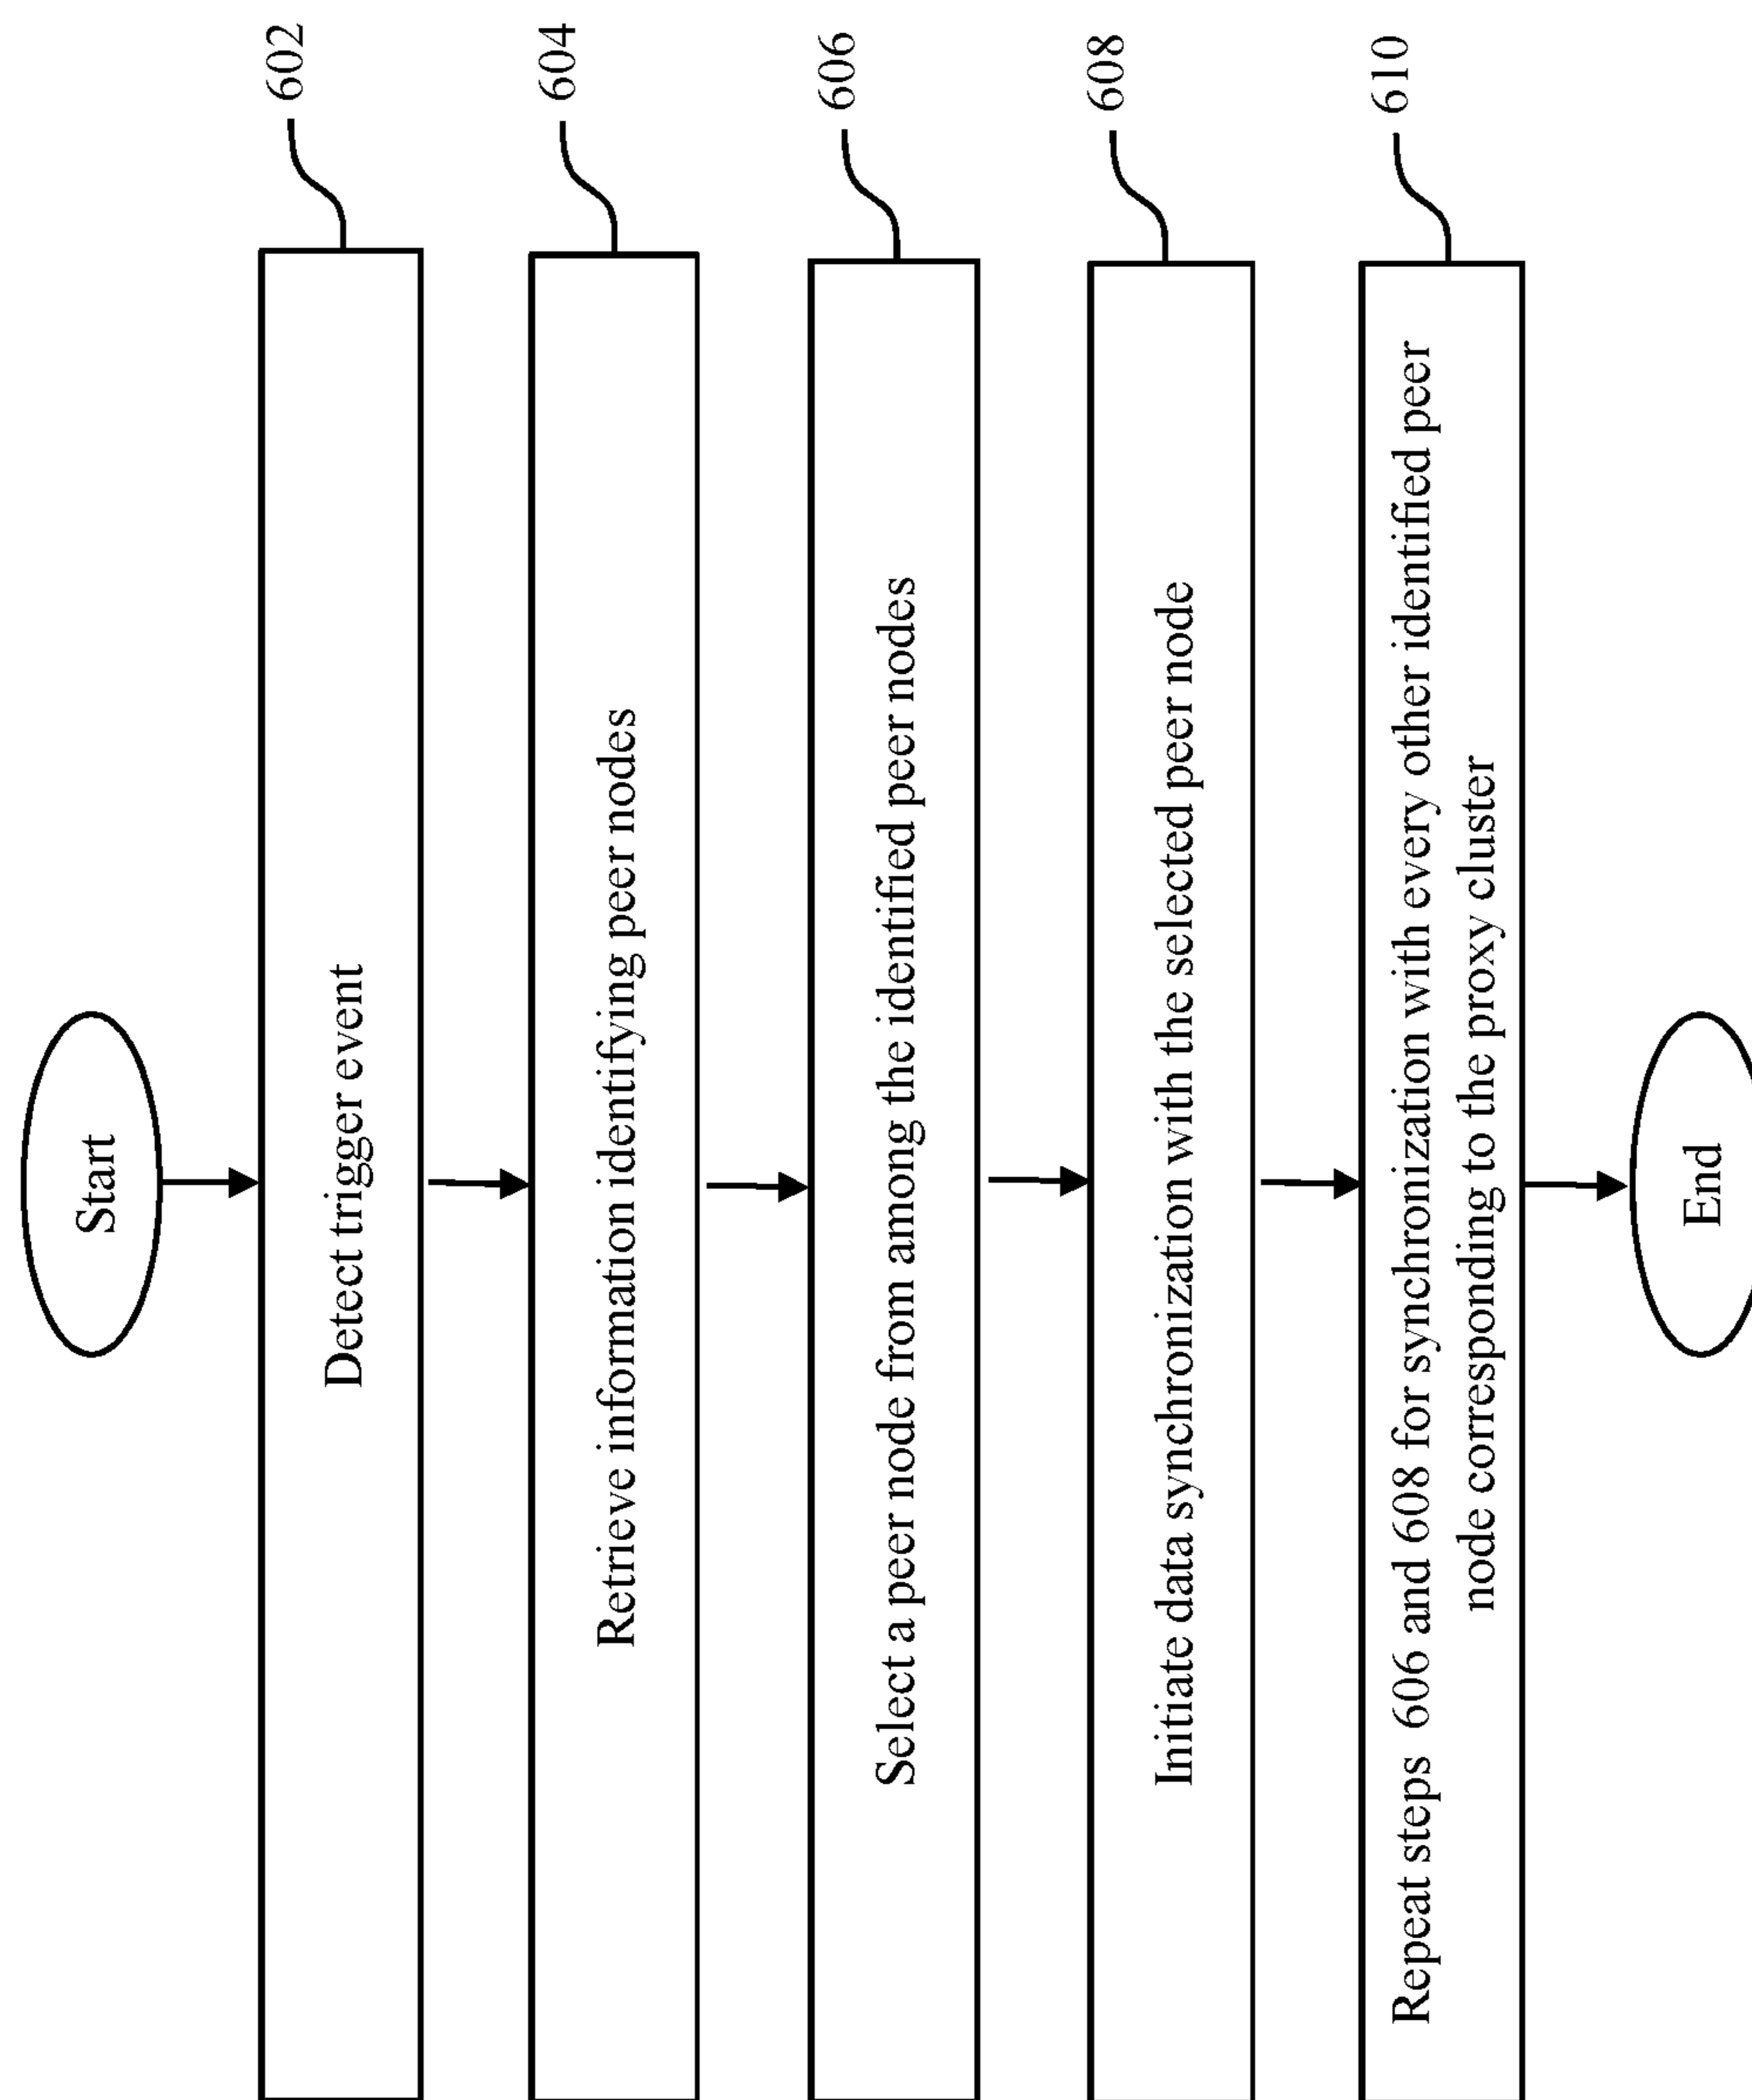 Start
Detect trigger event
602
Retrieve information identifying peer nodes
604
Select a peer node from among the identified peer nodes
606
Initiate data synchronization with the selected peer node
608
Repeat steps 606 and 608 for synchronization with every other identified peer
node corresponding to the proxy cluster
610
End